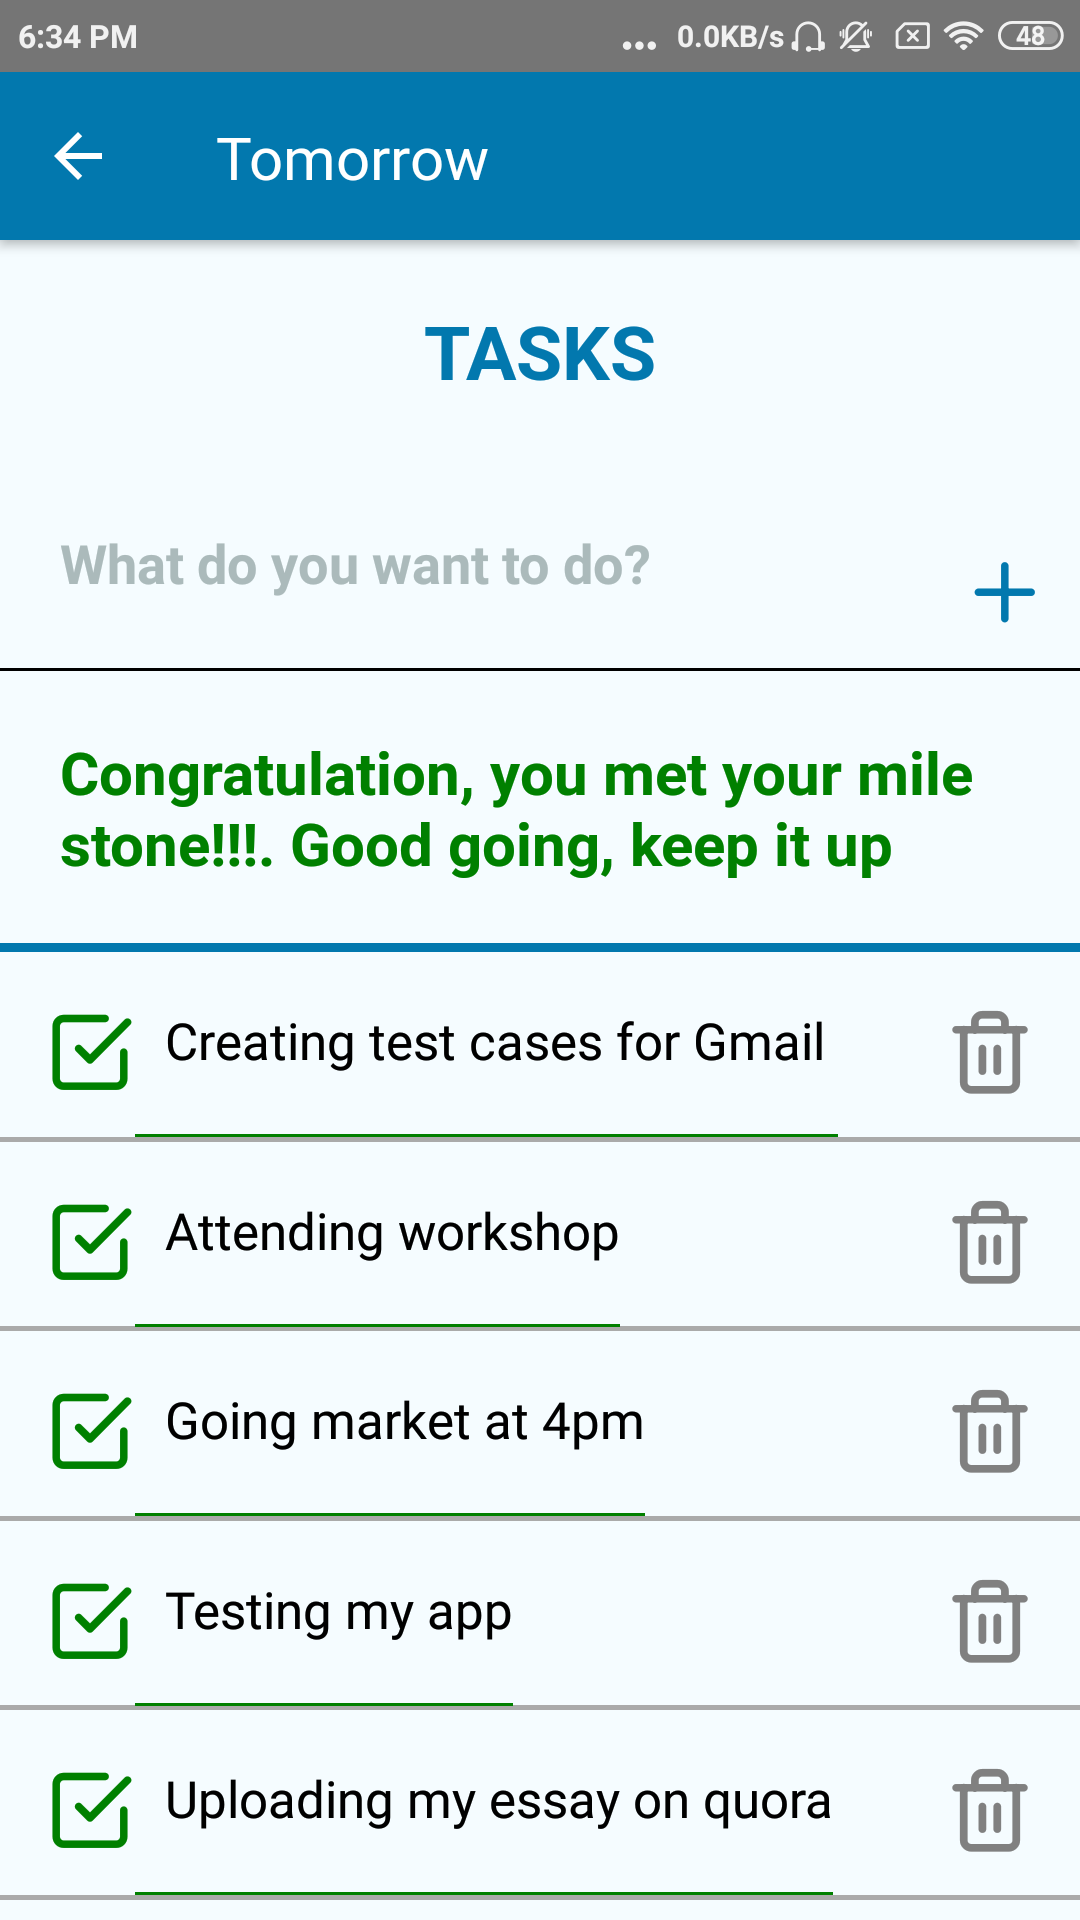 6:34 PM ... 0.0KB/s 48
Tomorrow
TASKS
What do you want to do?
Congratulation, you met your mile
stone!!!. Good going, keep it up
Creating test cases for Gmail
Attending workshop
Going market at 4pm
Testing my app
Uploading my essay on quora